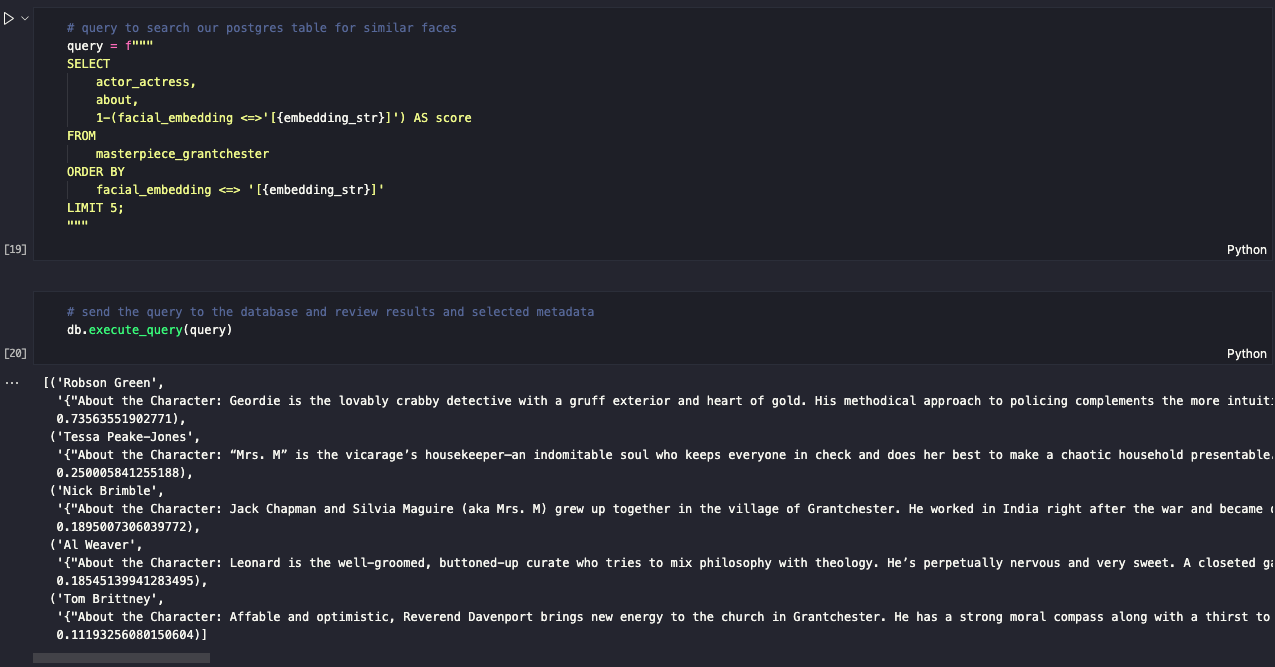 # query to search our postgres table for similar faces
query = f"""
SELECT
actor_actress,
about,
1-(facial_embedding <=>'[{embedding_str}]') AS score
FROM
masterpiece_grantchester
ORDER BY
facial_embedding <=> '[{embedding_str}]'
LIMIT 5;
"""
[19]
Python
# send the query to the database and review results and selected metadata
db.execute_query(query)
[20]
Python
[('Robson Green',
'{"About the Character: Geordie is the lovably crabby detective with a gruff exterior and heart of gold. His methodical approach to policing complements the more intuiti
0.73563551902771),
('Tessa Peake-Jones',
'{"About the Character: “Mrs. M” is the vicarage’s housekeeper—an indomitable soul who keeps everyone in check and does her best to make a chaotic household presentable.
0.250005841255188),
('Nick Brimble',
'{"About the Character: Jack Chapman and Silvia Maguire (aka Mrs. M) grew up together in the village of Grantchester. He worked in India right after the war and became
0.1895007306039772),
('Al Weaver',
'{"About the Character: Leonard is the well-groomed, buttoned-up curate who tries to mix philosophy with theology. He’s perpetually nervous and very sweet. A closeted ga
0.18545139941283495),
('Tom Brittney',
'{"About the Character: Affable and optimistic, Reverend Davenport brings new energy to the church in Grantchester. He has a strong moral compass along with a thirst to
0.11193256080150604)]